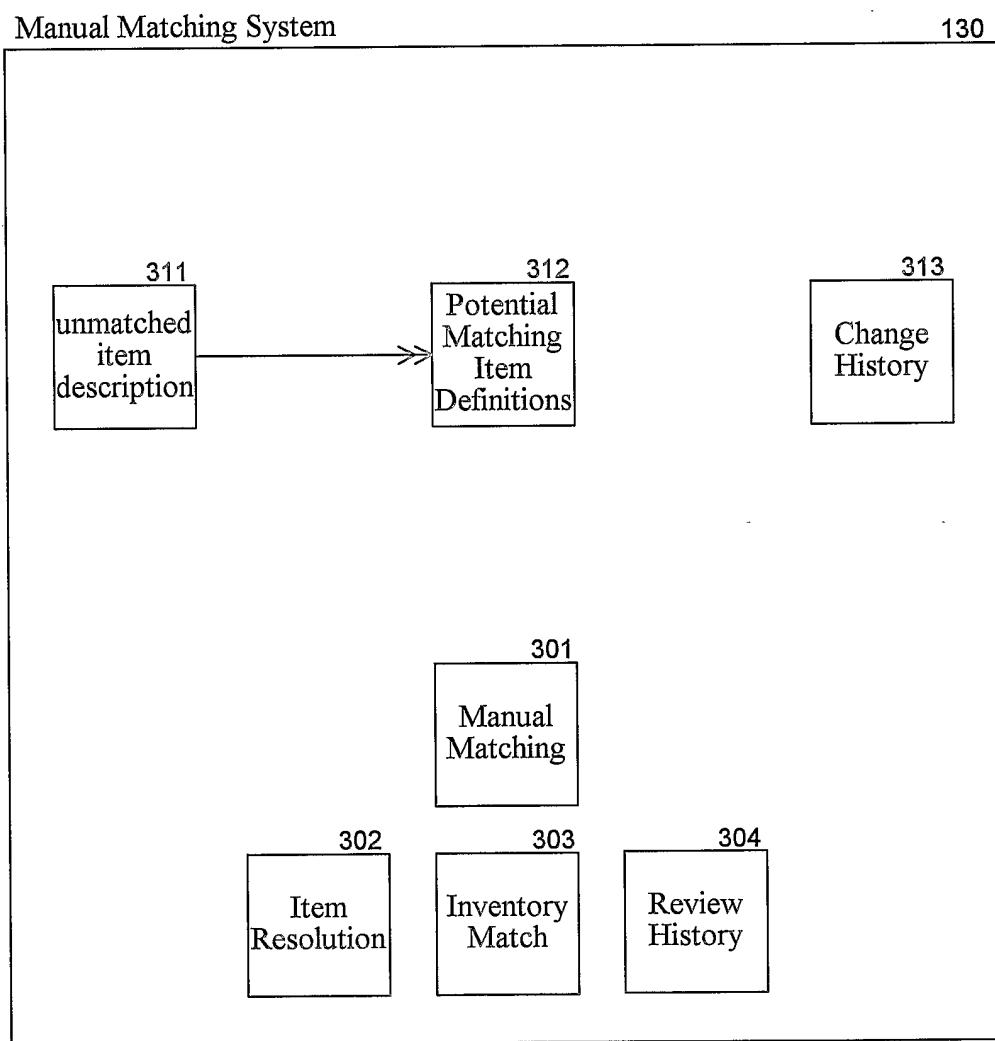 Manual Matching System
130
311
unmatched
item
description
312
Potential
Matching
Item
Definitions
313
Change
History
301
Manual
Matching
302
Item
Resolution
303
Inventory
Match
304
Review
History